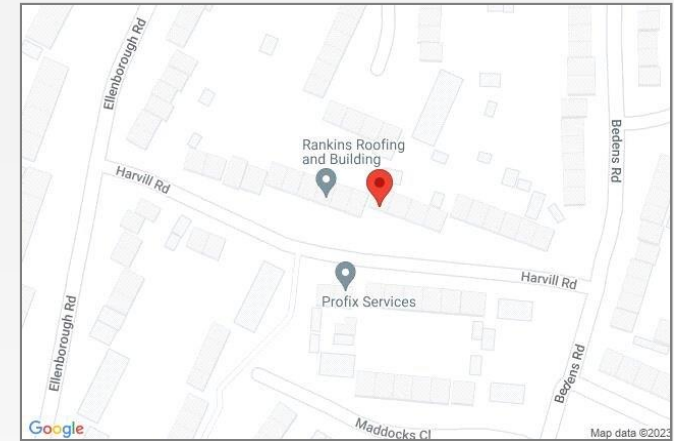 Ellenborough Rd
Rankins Roofing
and Building
Bedens Rd
Harvill Rd
Harvill Rd
Profix Services
Ellenborough Rd
Bedens Rd
Maddocks Cl
Google
Map data ©2023